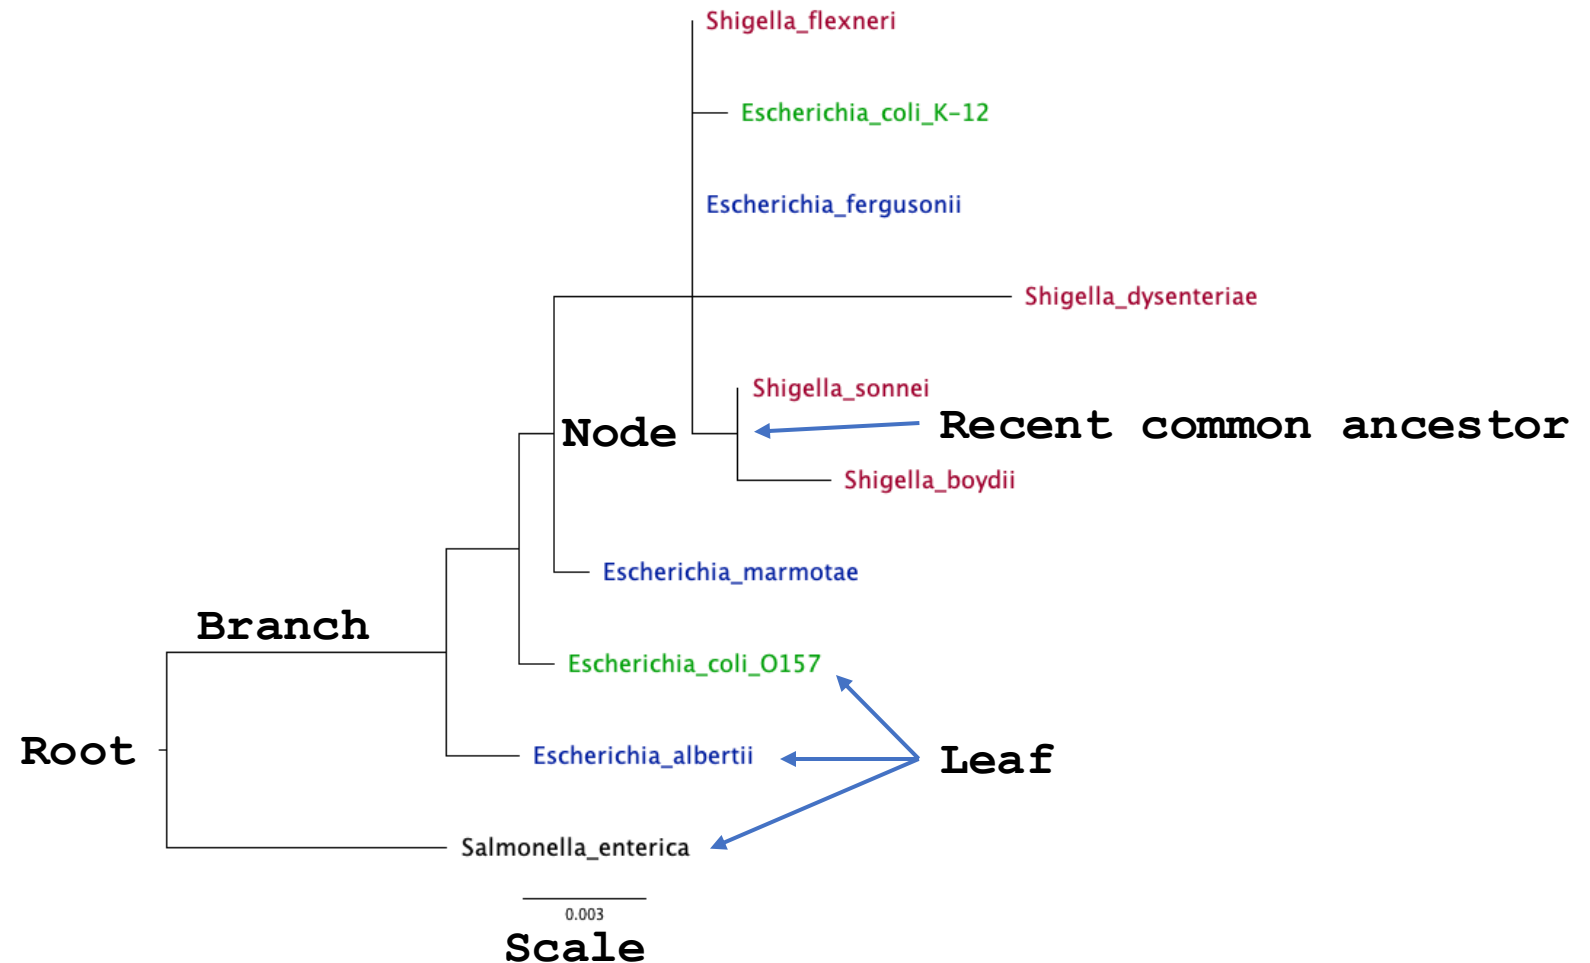 Shigella_flexneri
Escherichia_coli_K-12
Escherichia_fergusonii
Shigella_dysenteriae
Shigella_sonnei
Node
Recent common ancestor
Shigella_boydii
Escherichia_marmotae
Branch
Escherichia_coli_O157
Root
Escherichia_albertii
Leaf
Salmonella_enterica
0.003
Scale